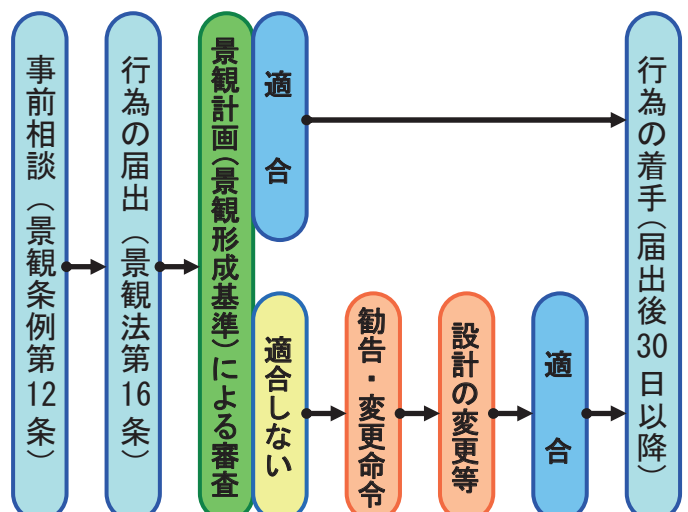 事前相談（景観条例第12条）
行為の届出（景観法第16条）
景観計画（景観形成基準）による審査
適合
適合しない
勧告・変更命令
設計の変更等
適合
行為の着手（届出後30日以降）